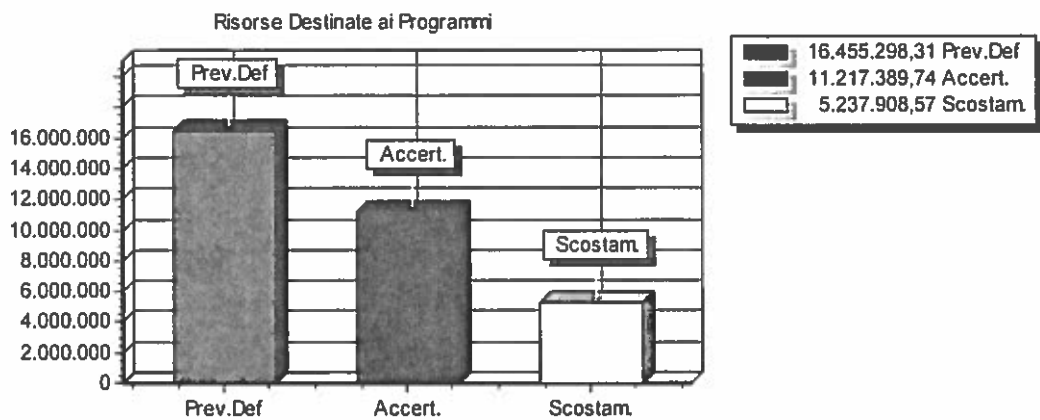 Risorse Destinate ai Programmi
16.455.298,31 Prev.Def
11.217.389,74 Accert.
5.237.908,57 Scostam.
Prev.Def
Accert.
Scostam.
16.000.000
14.000.000
12.000.000
10.000.000
8.000.000
6.000.000
4.000.000
2.000.000
0
Prev.Def Accert. Scostam.